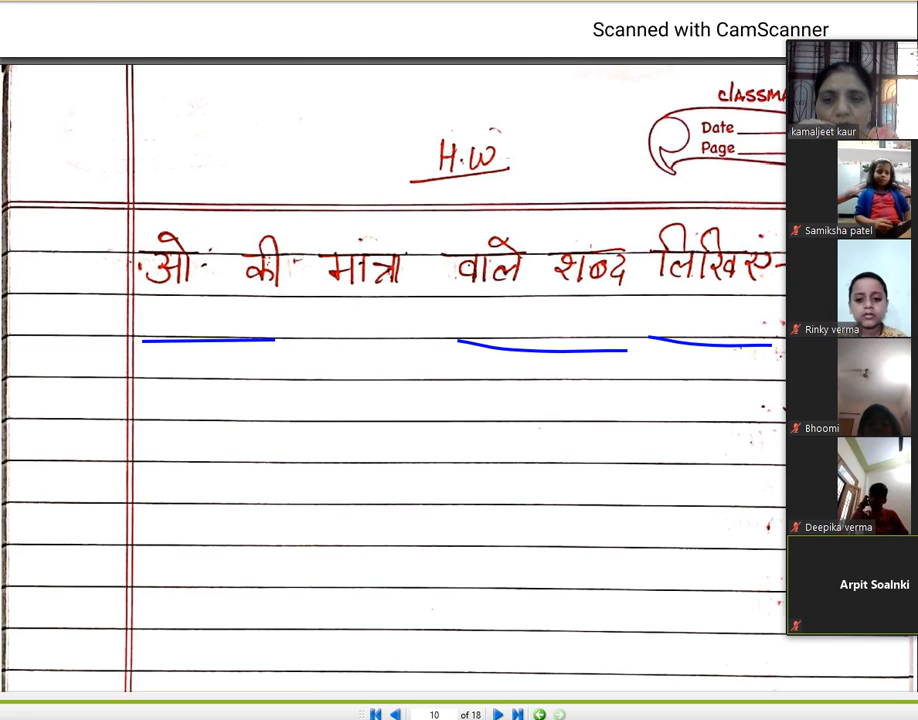 Scanned with CamScanner
CLASSMA
Date
Page
H.W
ओ की मात्रा वाले शब्द लिखिए-
kamaljeet kaur
Samiksha patel
Rinky verma
Bhoomi
Deepika verma
Arpit Soalnki
10 of 18